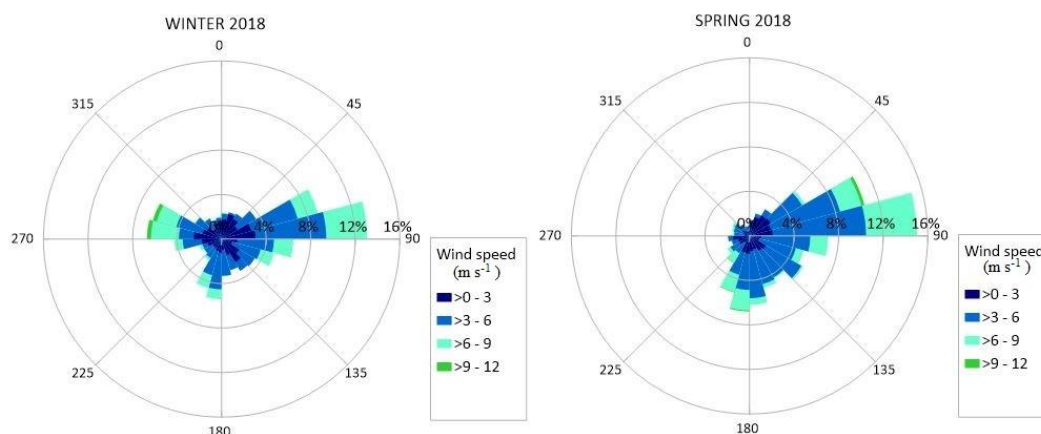 WINTER 2018
0
45
90
135
180
225
270
315
0%
4%
8%
12%
16%
Wind speed
(m s⁻¹)
>0 - 3
>3 - 6
>6 - 9
>9 - 12
SPRING 2018
0
45
90
135
180
225
270
315
0%
4%
8%
12%
16%
Wind speed
(m s⁻¹)
>0 - 3
>3 - 6
>6 - 9
>9 - 12